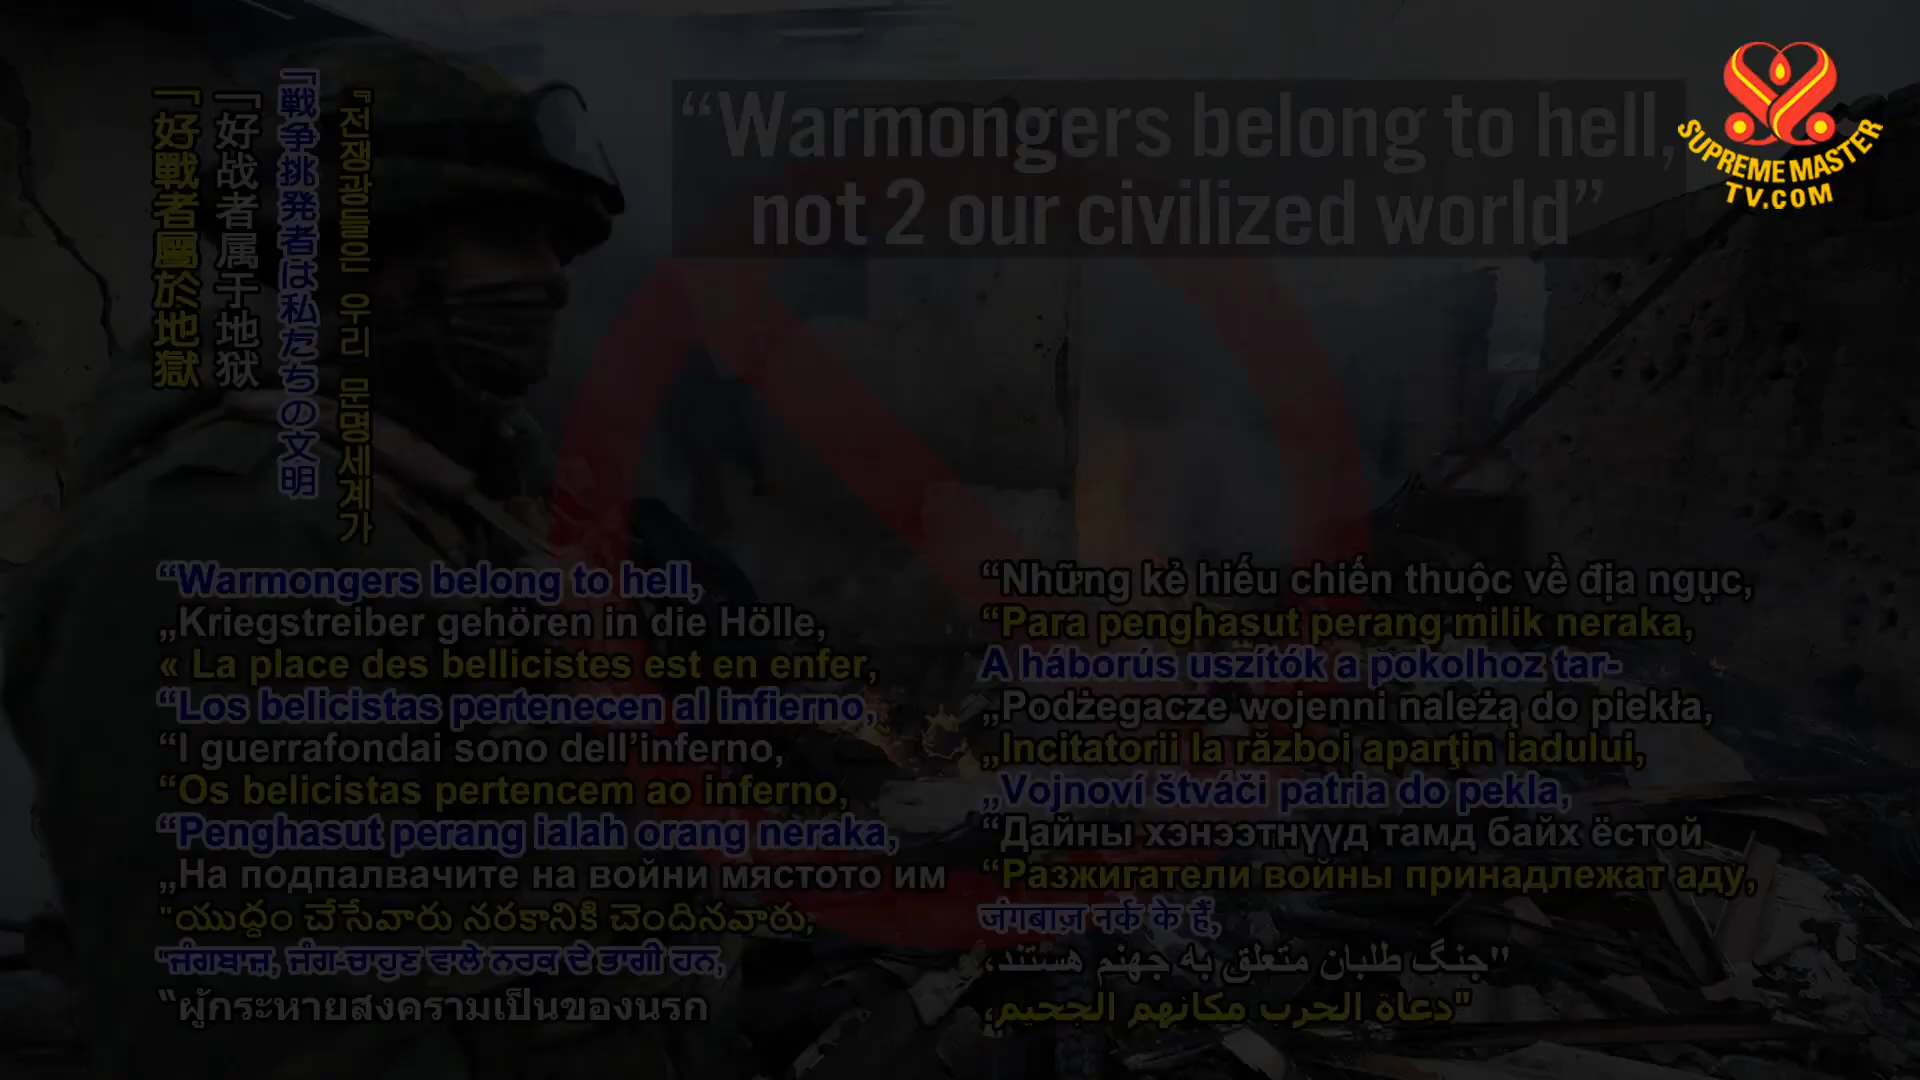 “Warmongers belong to hell,
not 2 our civilized world”
SUPREME MASTER
TV.COM
「好戰者屬於地獄
「好战者属于地狱
「戦争挑発者は私たちの文明
『전쟁광들은 우리 문명세계가
“Warmongers belong to hell,
„Kriegstreiber gehören in die Hölle,
« La place des bellicistes est en enfer,
“Los belicistas pertenecen al infierno,
“I guerrafondai sono dell’inferno,
“Os belicistas pertencem ao inferno,
“Penghasut perang ialah orang neraka,
„На подпалвачите на войни мястото им
"యుద్ధం చేసేవారు నరకానికి చెందినవారు;
"ਜੰਗਬਾਜ਼, ਜੰਗ-ਚਾਹੁਣ ਵਾਲੇ ਨਰਕ ਦੇ ਭਾਗੀ ਹਨ,
“ผู้กระหายสงครามเป็นของนรก
“Những kẻ hiếu chiến thuộc về địa ngục,
“Para penghasut perang milik neraka,
A háborús uszítók a pokolhoz tar-
„Podżegacze wojenni należą do piekła,
„Incitatorii la război aparţin iadului,
„Vojnoví štváči patria do pekla,
“Дайны хэнээтнүүд тамд байх ёстой
“Разжигатели войны принадлежат аду,
जंगबाज़ नर्क के हैं,
"جنگ طلبان متعلق به جهنم هستند،
"دعاة الحرب مكانهم الجحيم،